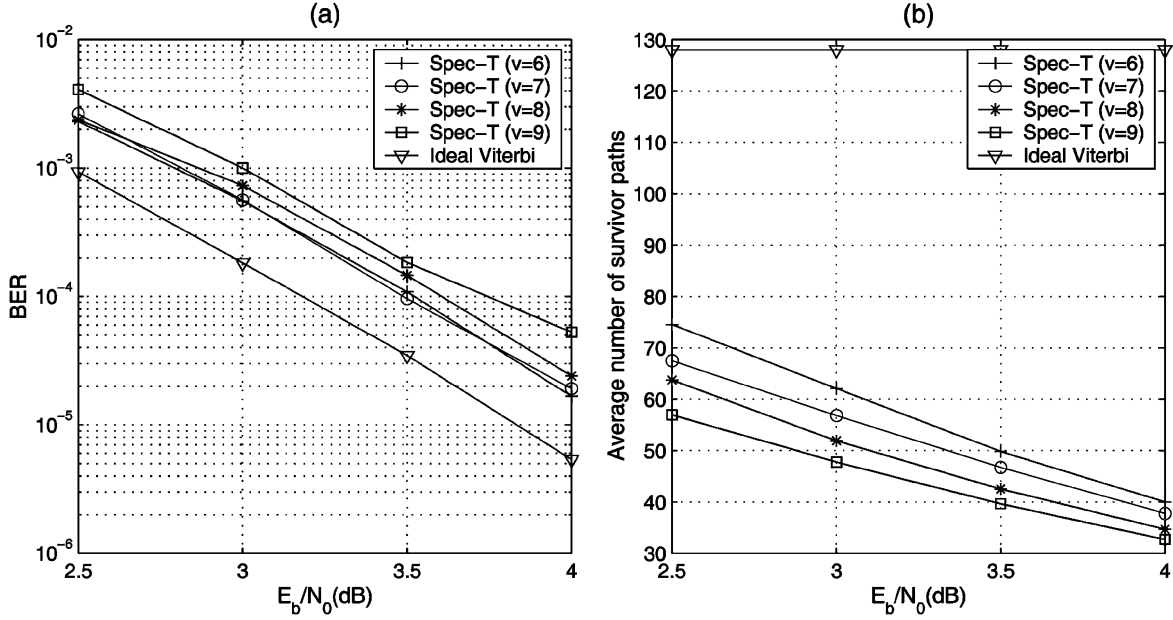 (a)
10^-2
10^-3
10^-4
10^-5
10^-6
BER
2.5 3 3.5 4
E_b/N_0(dB)
Spec-T (v=6)
Spec-T (v=7)
Spec-T (v=8)
Spec-T (v=9)
Ideal Viterbi
(b)
130
120
110
100
90
80
70
60
50
40
30
Average number of survivor paths
2.5 3 3.5 4
E_b/N_0(dB)
Spec-T (v=6)
Spec-T (v=7)
Spec-T (v=8)
Spec-T (v=9)
Ideal Viterbi